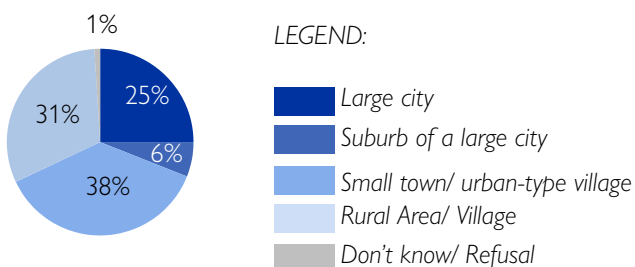 1%
25%
31%
6%
38%
LEGEND:
Large city
Suburb of a large city
Small town/ urban-type village
Rural Area/ Village
Don't know/ Refusal